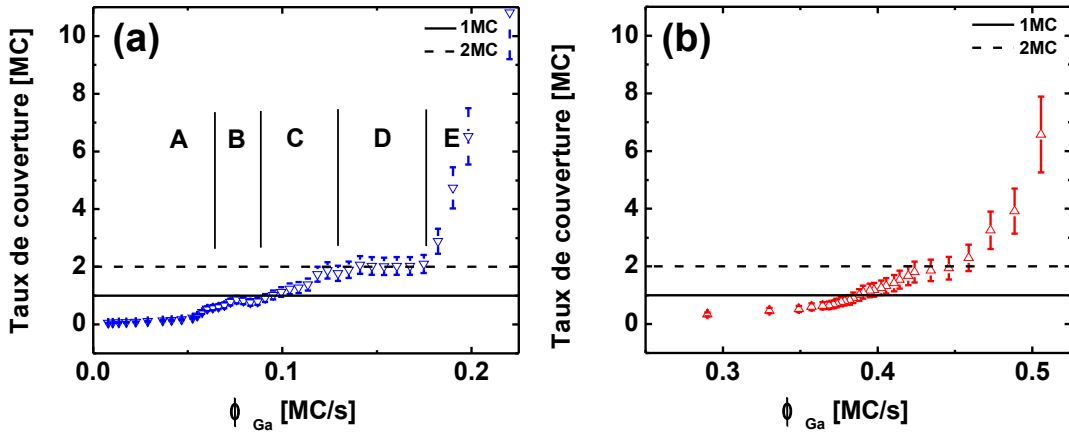 (a)
1MC
2MC
Taux de couverture [MC]
10
8
6
4
2
0
A B C D E
0.0 0.1 0.2
ϕ Ga [MC/s]
(b)
1MC
2MC
Taux de couverture [MC]
10
8
6
4
2
0
0.3 0.4 0.5
ϕ Ga [MC/s]